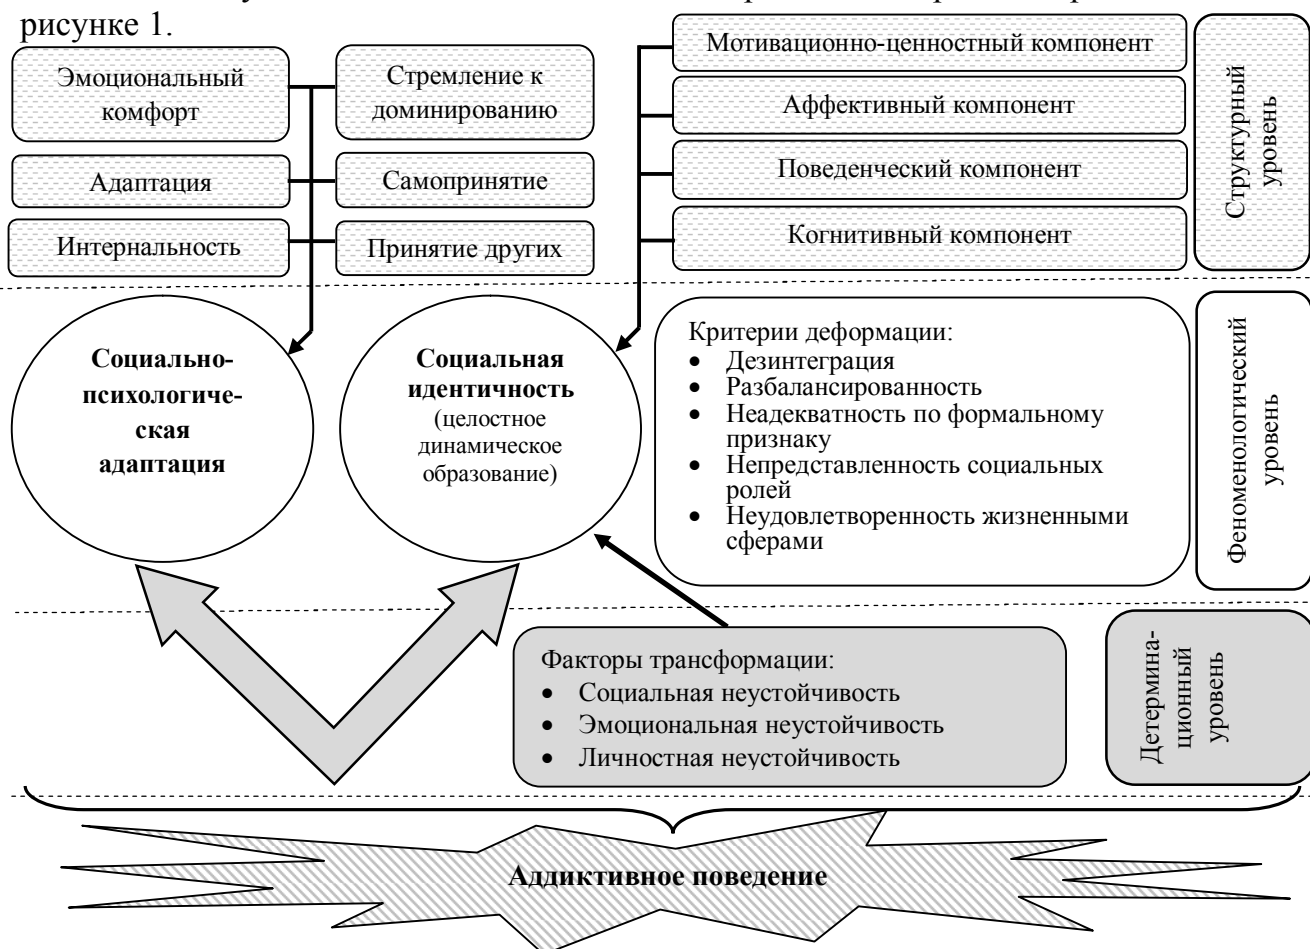 рисунке 1.
Эмоциональный
комфорт
Стремление к
доминированию
Адаптация
Самопринятие
Интернальность
Принятие других
Мотивационно-ценностный компонент
Аффективный компонент
Поведенческий компонент
Когнитивный компонент
Структурный
уровень
Социально-
психологиче-
ская
адаптация
Социальная
идентичность
(целостное
динамическое
образование)
Критерии деформации:
• Дезинтеграция
• Разбалансированность
• Неадекватность по формальному
признаку
• Непредставленность социальных
ролей
• Неудовлетворенность жизненными
сферами
Феноменологический
уровень
Факторы трансформации:
• Социальная неустойчивость
• Эмоциональная неустойчивость
• Личностная неустойчивость
Детермина-
ционный
уровень
Аддиктивное поведение